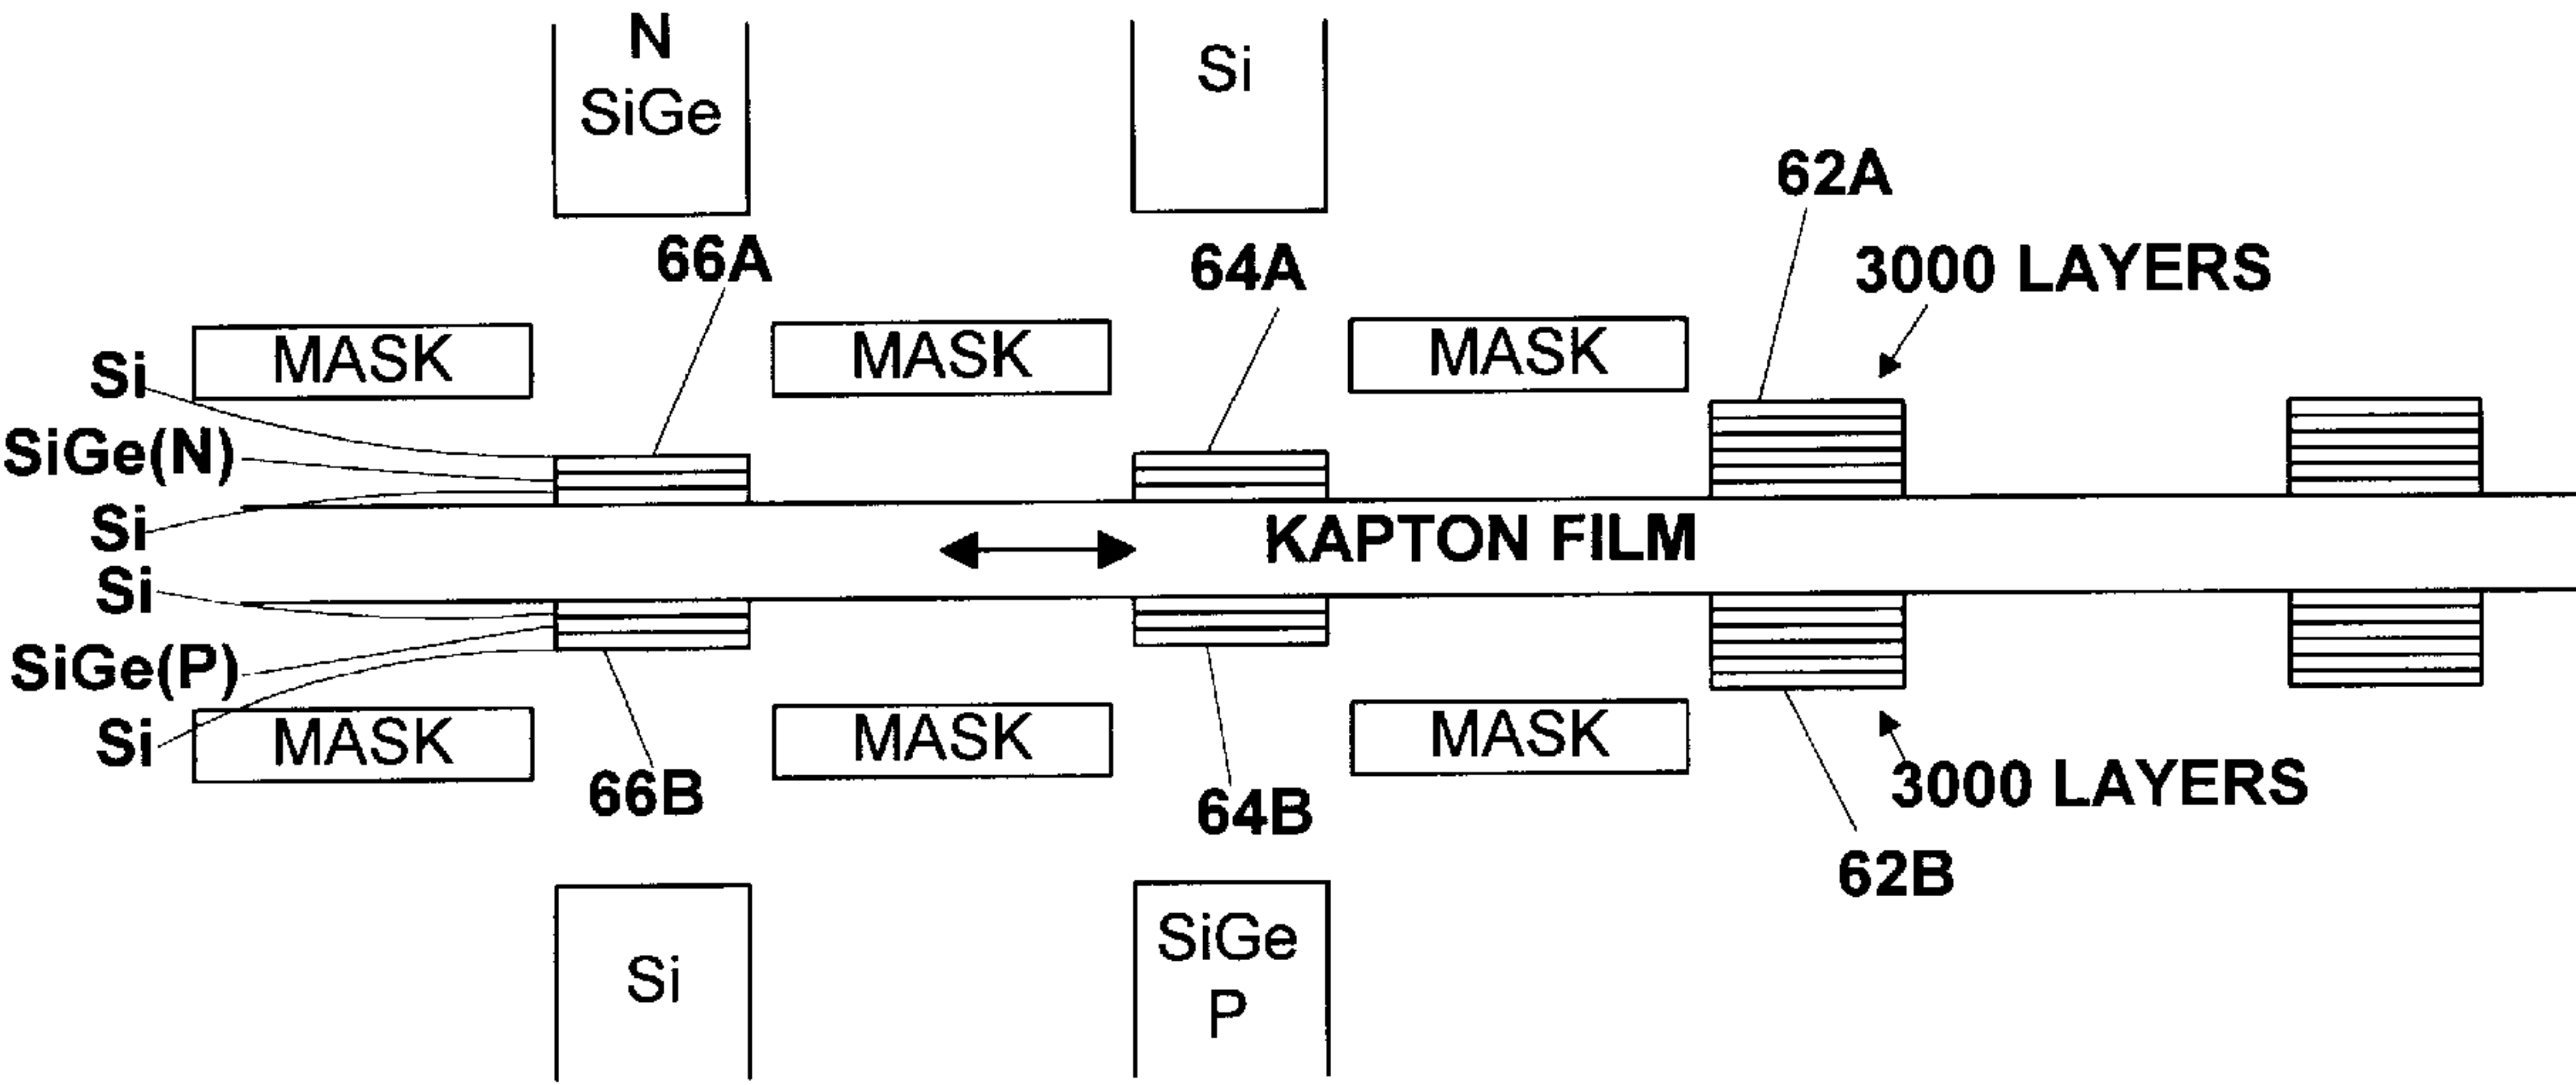 N
SiGe
Si
62A
66A
64A
3000 LAYERS
MASK
MASK
MASK
Si
SiGe(N)
Si
KAPTON FILM
Si
SiGe(P)
Si
MASK
MASK
MASK
66B
64B
3000 LAYERS
62B
Si
SiGe
P